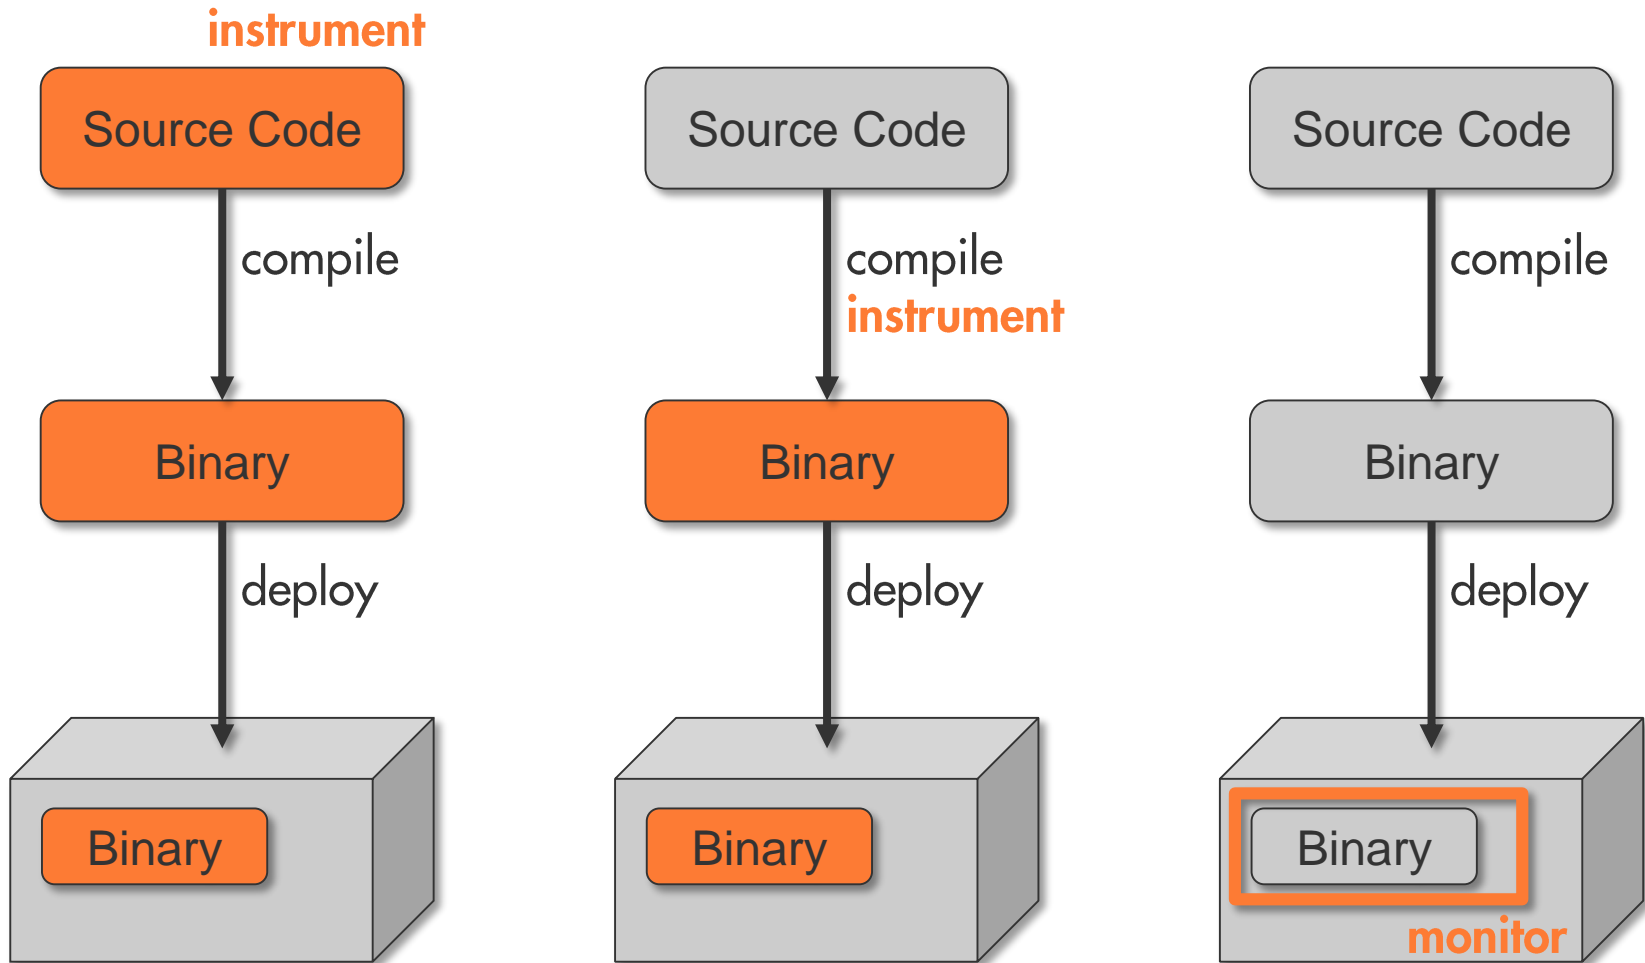 instrument
Source Code
compile
Binary
deploy
Binary
Source Code
compile
instrument
Binary
deploy
Binary
Source Code
compile
Binary
deploy
Binary
monitor